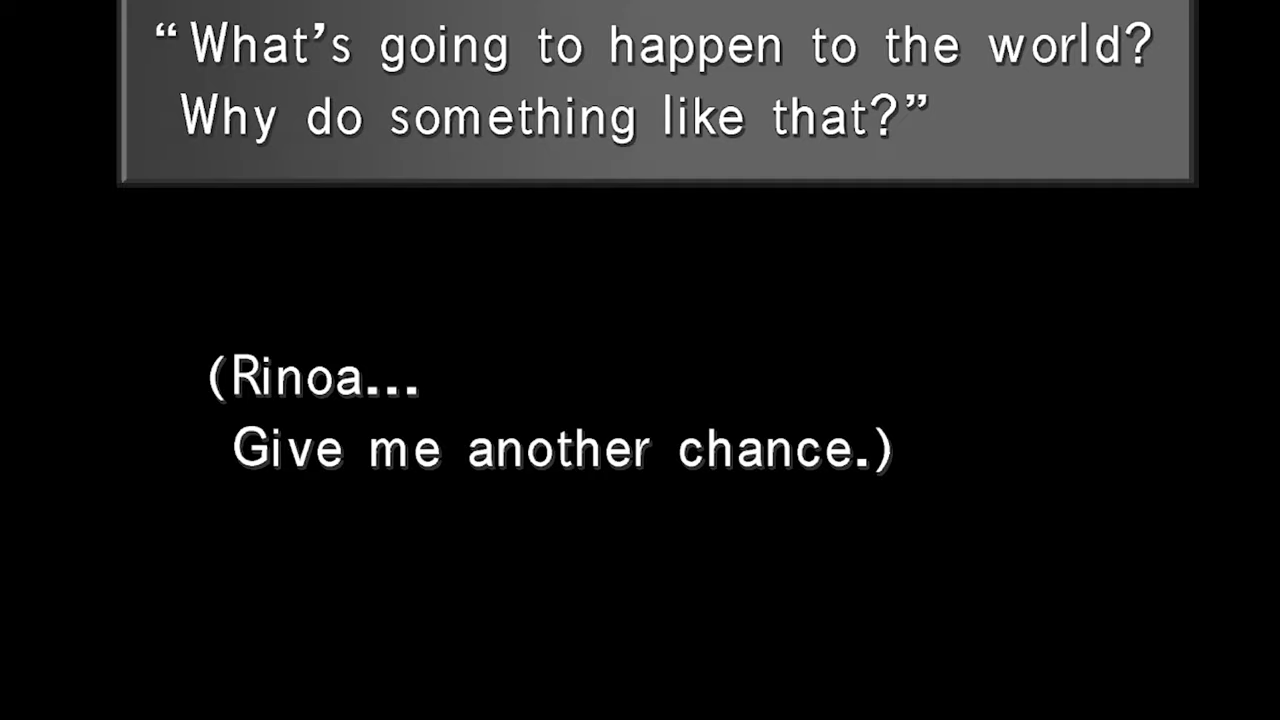 “What’s going to happen to the world?
Why do something like that?”
(Rinoa...
Give me another chance.)